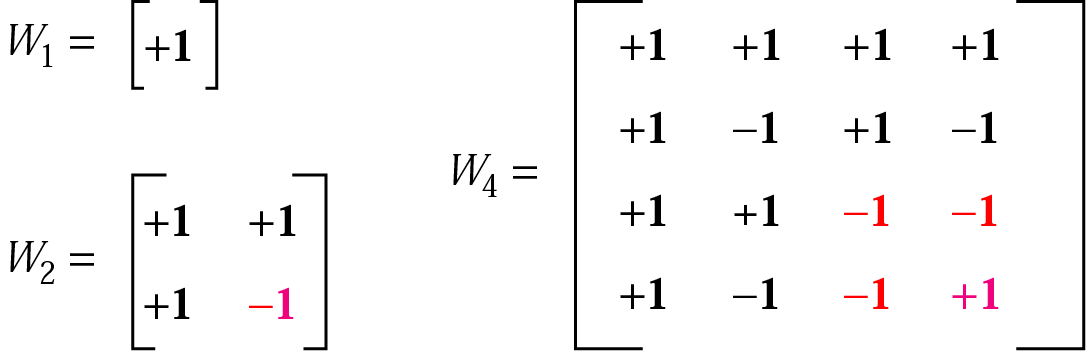 W₁ = [+1]
W₂ = [+1 +1
+1 −1]
W₄ = [+1 +1 +1 +1
+1 −1 +1 −1
+1 +1 −1 −1
+1 −1 −1 +1]